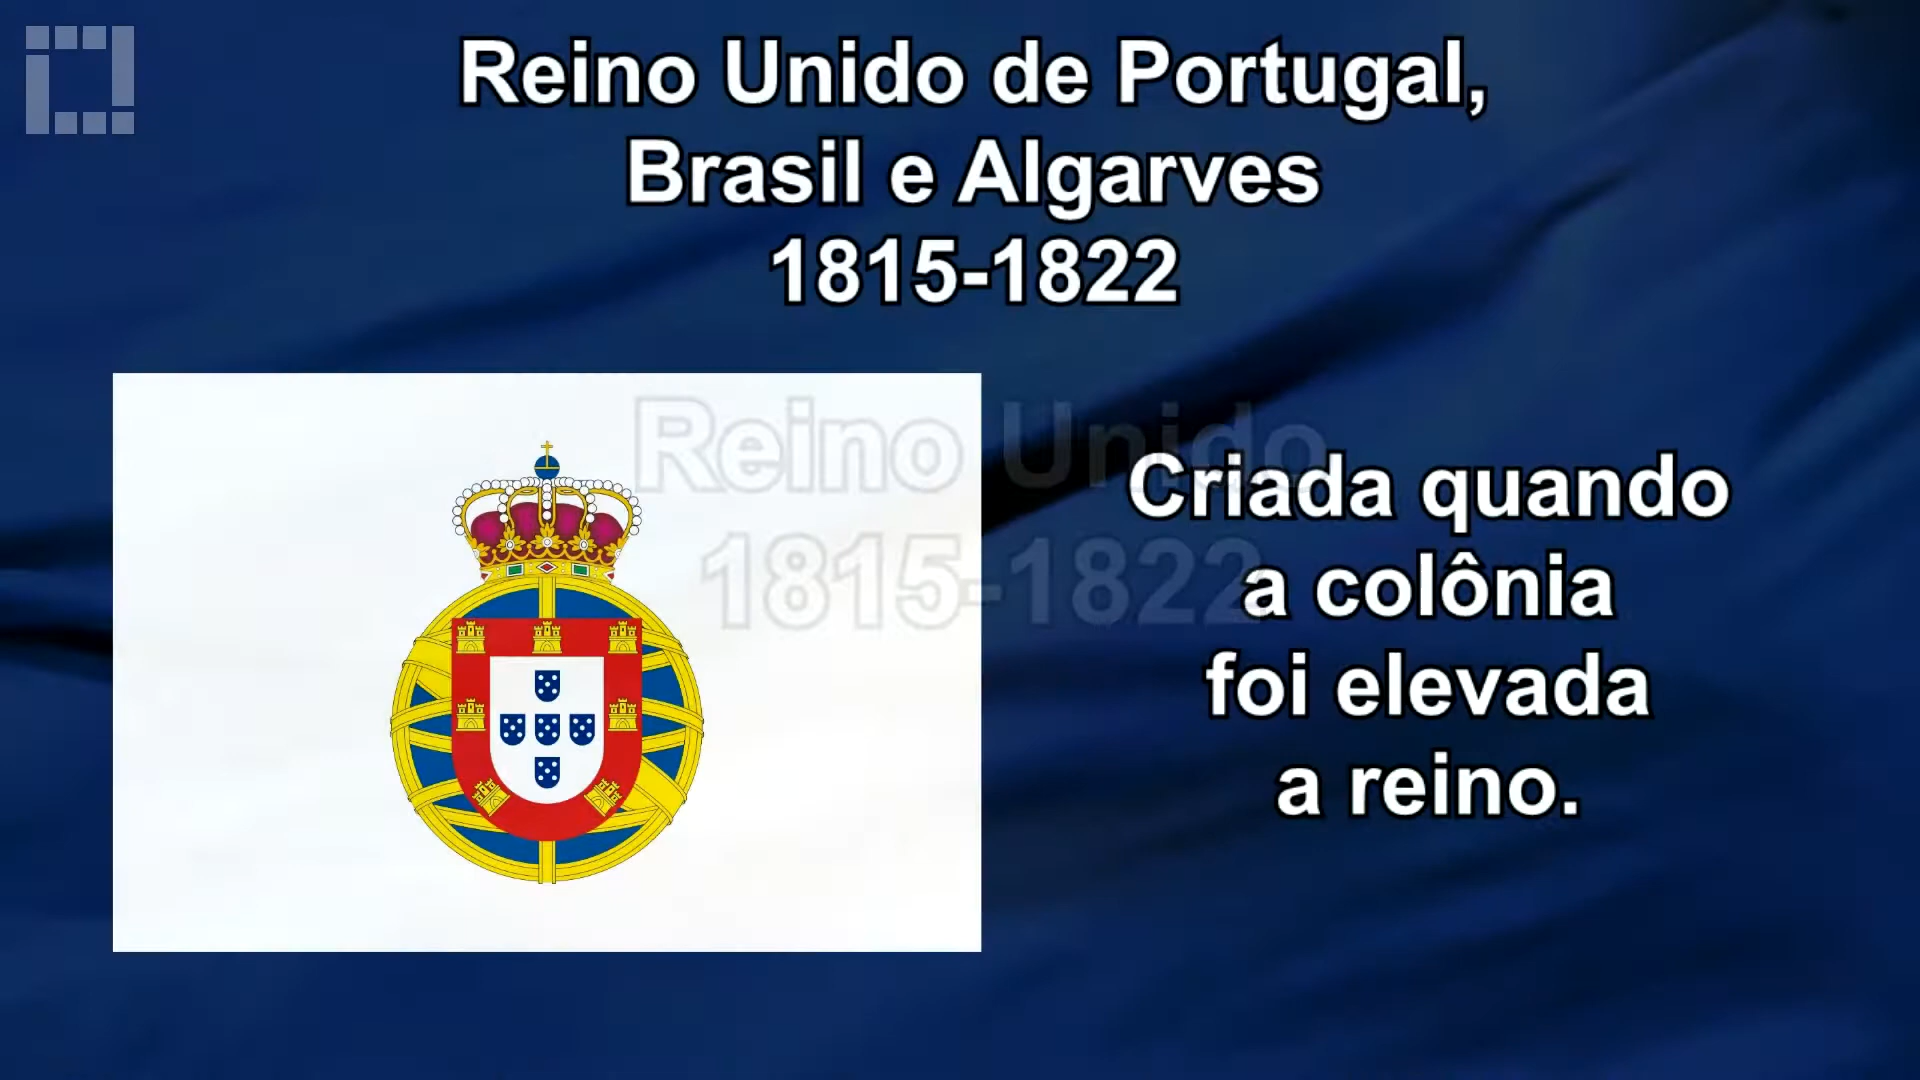 Reino Unido de Portugal,
Brasil e Algarves
1815-1822
Reino Unido
1815-1822
Criada quando
a colônia
foi elevada
a reino.